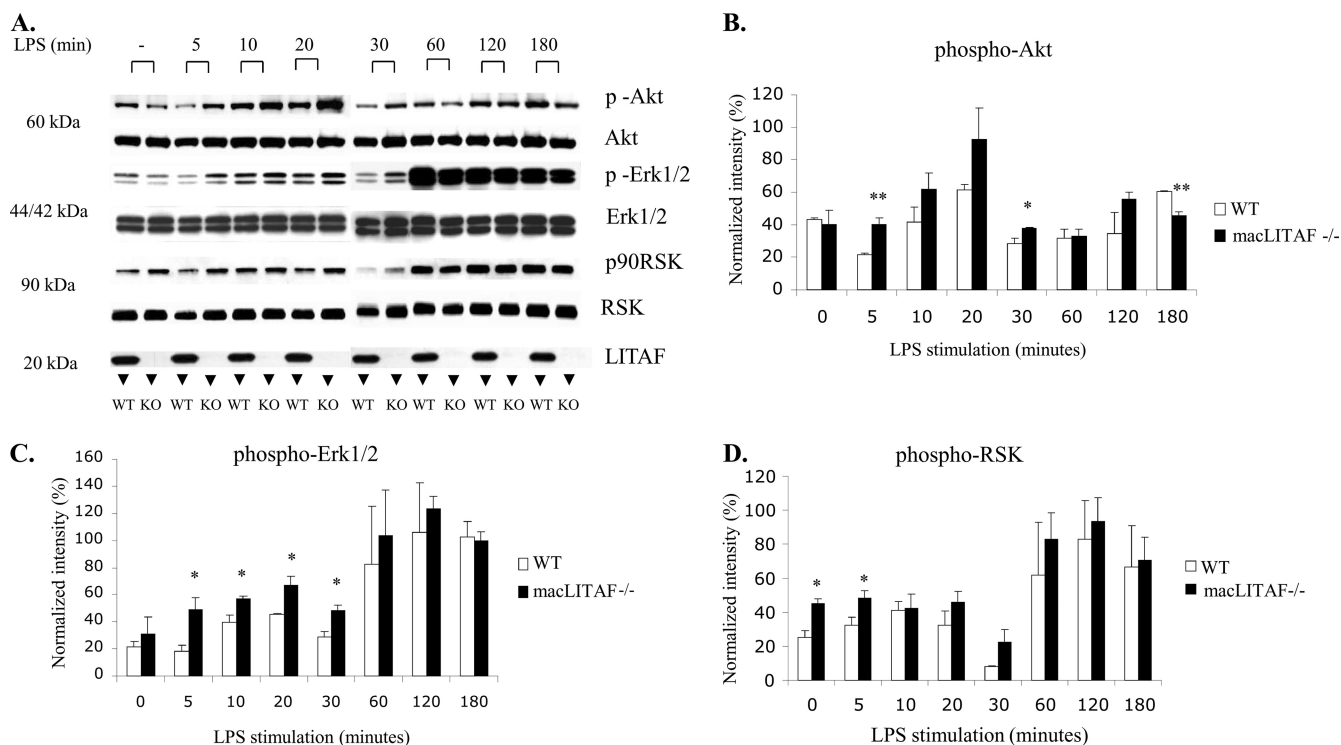 A.
LPS (min) - 5 10 20 30 60 120 180
p -Akt
60 kDa
Akt
p -Erk1/2
44/42 kDa
Erk1/2
p90RSK
90 kDa
RSK
LITAF
20 kDa
WT KO WT KO WT KO WT KO WT KO WT KO WT KO WT KO
B.
phospho-Akt
Normalized intensity (%)
120
100
80
60
40
20
0
** * **
0 5 10 20 30 60 120 180
LPS stimulation (minutes)
WT
macLITAF -/-
C.
phospho-Erk1/2
Normalized intensity (%)
160
140
120
100
80
60
40
20
0
* * * *
0 5 10 20 30 60 120 180
LPS stimulation (minutes)
WT
macLITAF-/-
D.
phospho-RSK
Normalized intensity (%)
120
100
80
60
40
20
0
* *
0 5 10 20 30 60 120 180
LPS stimulation (minutes)
WT
macLITAF-/-